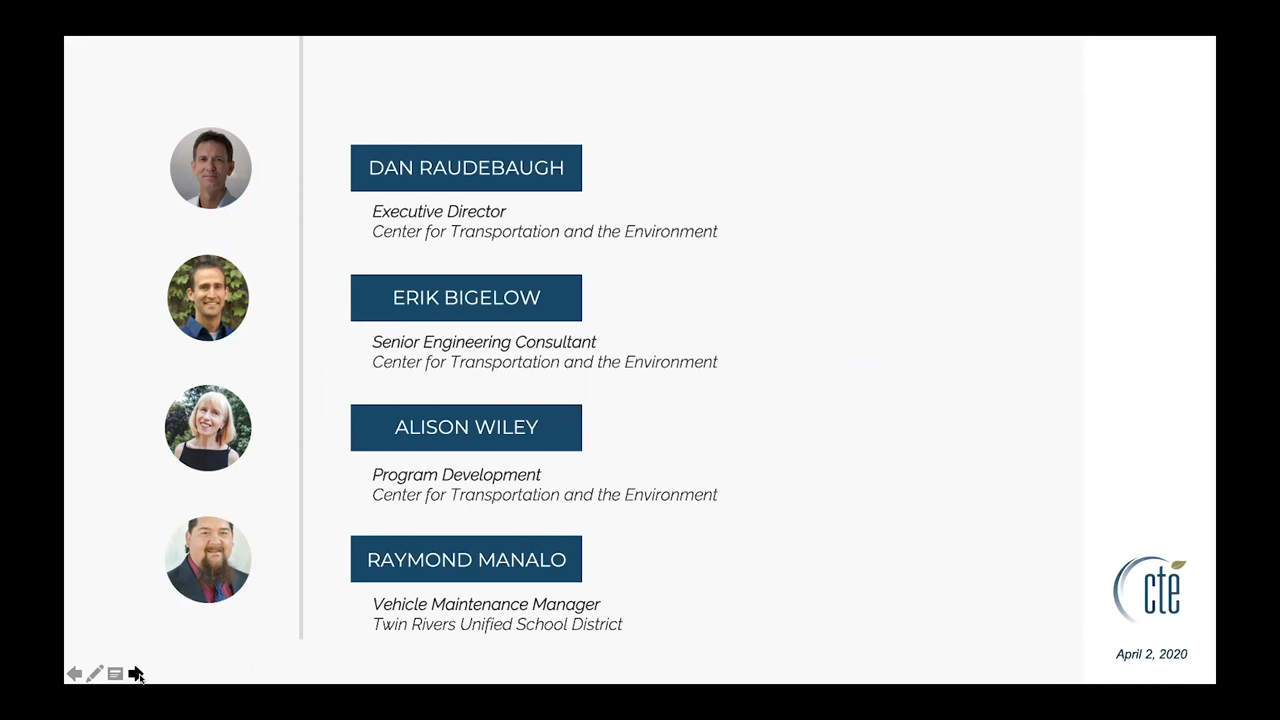 DAN RAUDEBAUGH
Executive Director
Center for Transportation and the Environment
ERIK BIGELOW
Senior Engineering Consultant
Center for Transportation and the Environment
ALISON WILEY
Program Development
Center for Transportation and the Environment
RAYMOND MANALO
Vehicle Maintenance Manager
Twin Rivers Unified School District
cte
April 2, 2020